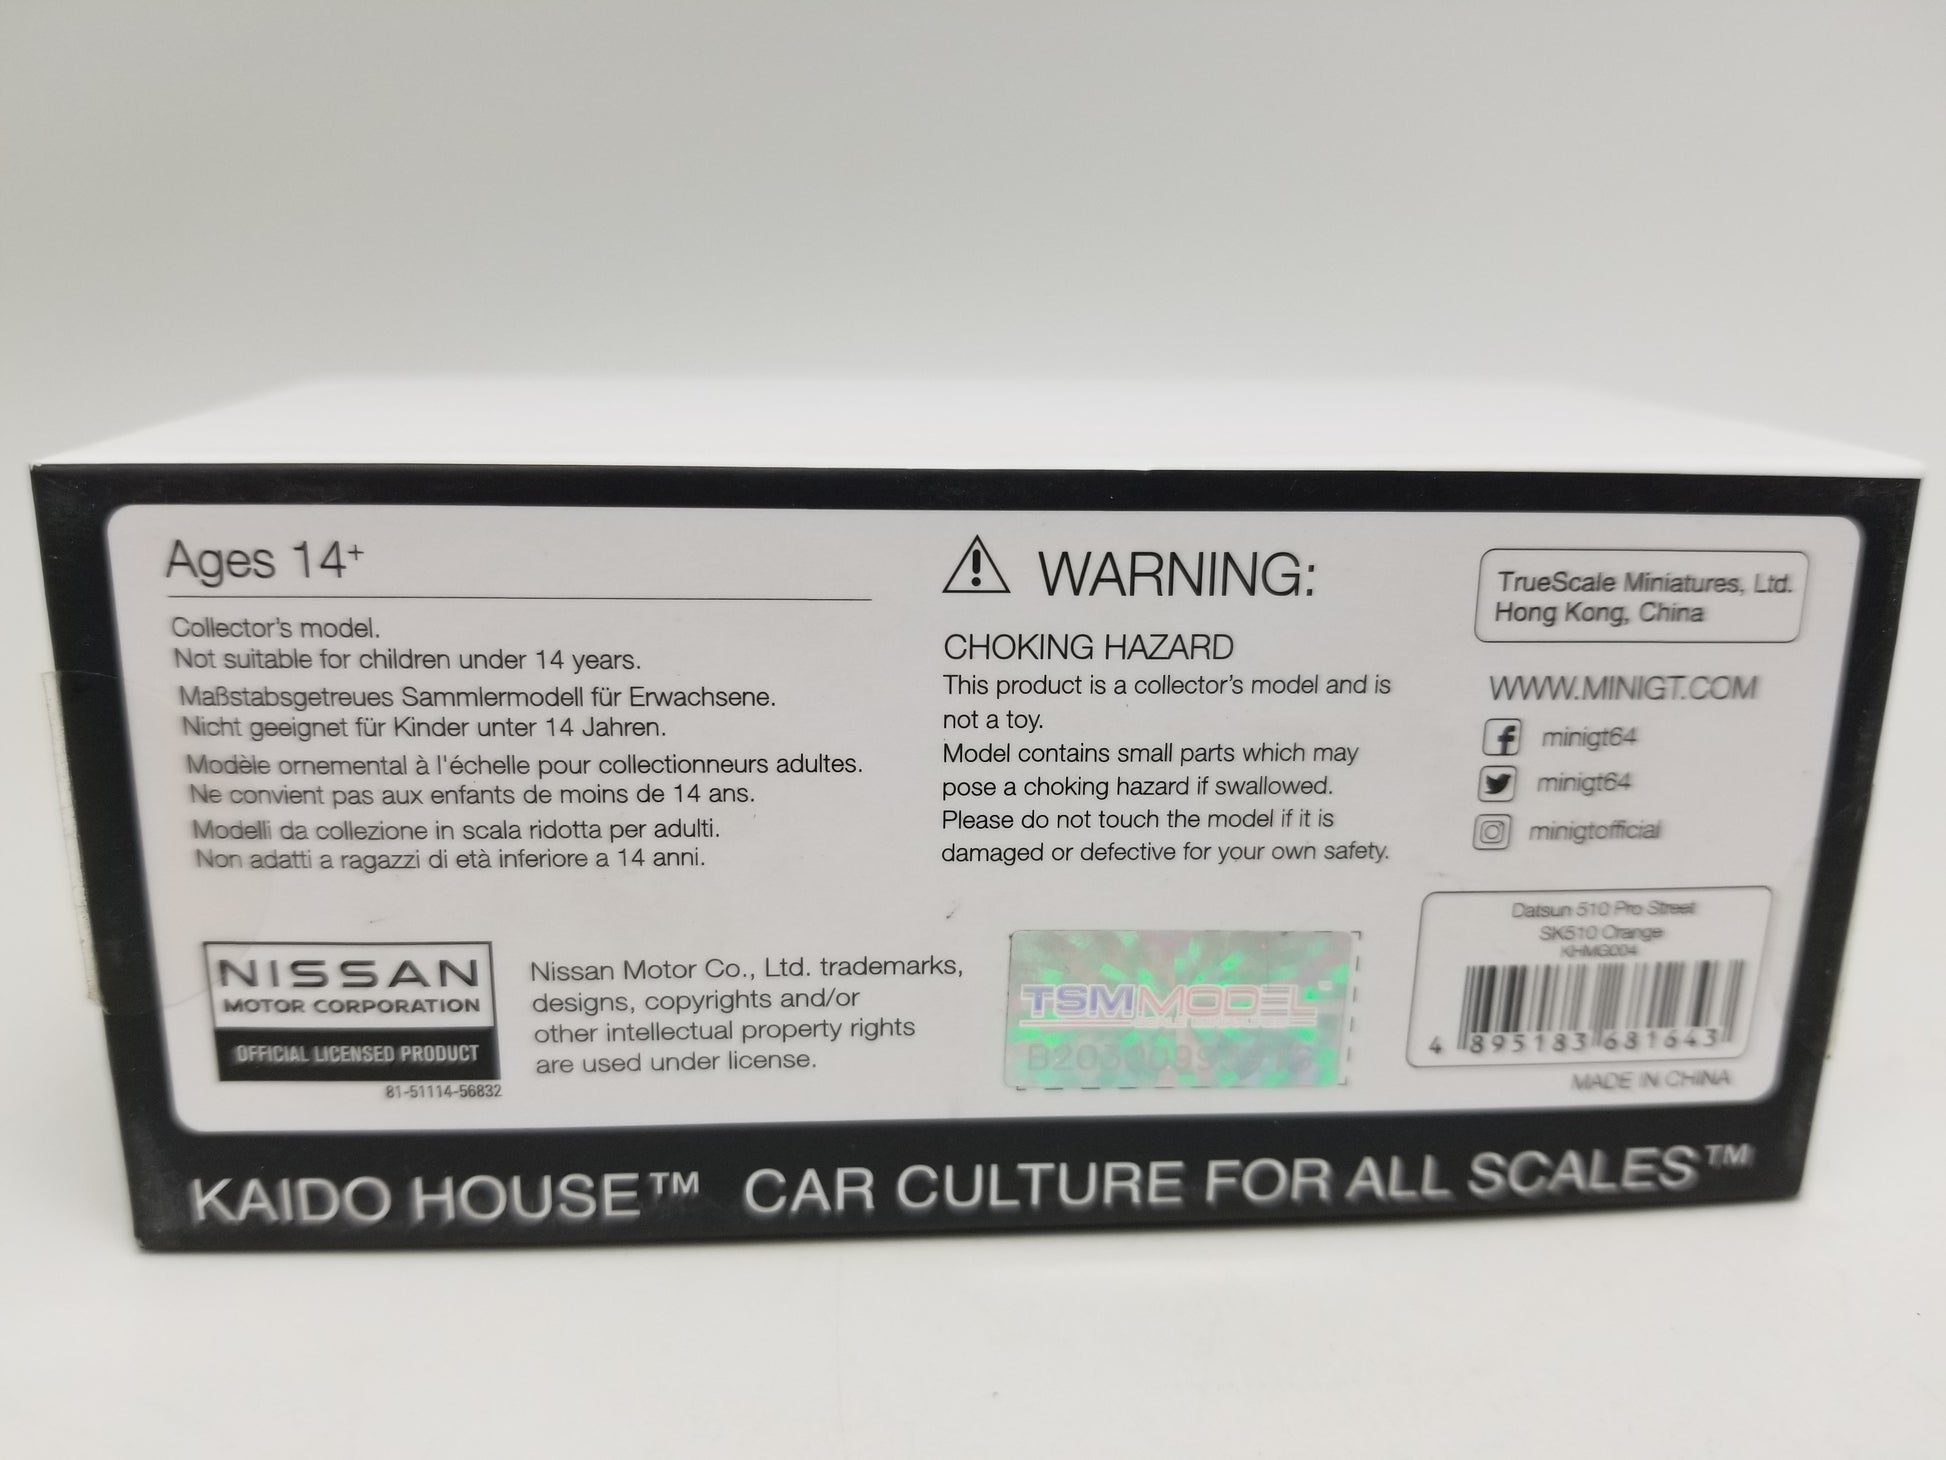 Ages 14+
Collector's model.
Not suitable for children under 14 years.
Maßstabsgetreues Sammlermodell für Erwachsene.
Nicht geeignet für Kinder unter 14 Jahren.
Modèle ornemental à l'échelle pour collectionneurs adultes.
Ne convient pas aux enfants de moins de 14 ans.
Modelli da collezione in scala ridotta per adulti.
Non adatti a ragazzi di età inferiore a 14 anni.
NISSAN
MOTOR CORPORATION
OFFICIAL LICENSED PRODUCT
81-51114-56832
Nissan Motor Co., Ltd. trademarks,
designs, copyrights and/or
other intellectual property rights
are used under license.
WARNING:
CHOKING HAZARD
This product is a collector's model and is
not a toy.
Model contains small parts which may
pose a choking hazard if swallowed.
Please do not touch the model if it is
damaged or defective for your own safety.
TSMMODEL
TrueScale Miniatures, Ltd.
Hong Kong, China
WWW.MINIGT.COM
minigt64
minigt64
minigtofficial
Datsun 510 Pro Street
SK510 Orange
KHMG004
4 895183 681643
MADE IN CHINA
KAIDO HOUSE™ CAR CULTURE FOR ALL SCALES™